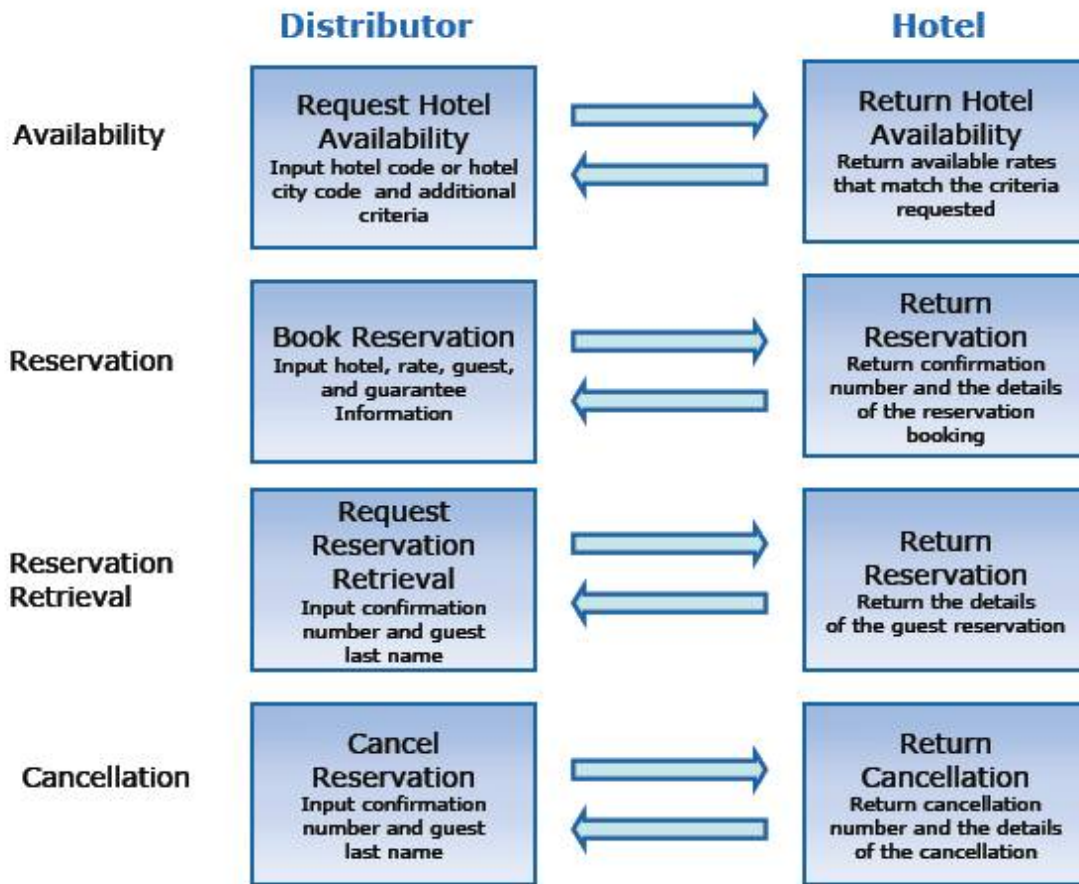 Distributor
Hotel
Availability
Request Hotel
Availability
Input hotel code or hotel
city code and additional
criteria
Return Hotel
Availability
Return available rates
that match the criteria
requested
Reservation
Book Reservation
Input hotel, rate, guest,
and guarantee
Information
Return
Reservation
Return confirmation
number and the details
of the reservation
booking
Reservation
Retrieval
Request
Reservation
Retrieval
Input confirmation
number and guest
last name
Return
Reservation
Return the details
of the guest reservation
Cancellation
Cancel
Reservation
Input confirmation
number and guest
last name
Return
Cancellation
Return cancellation
number and the details
of the cancellation